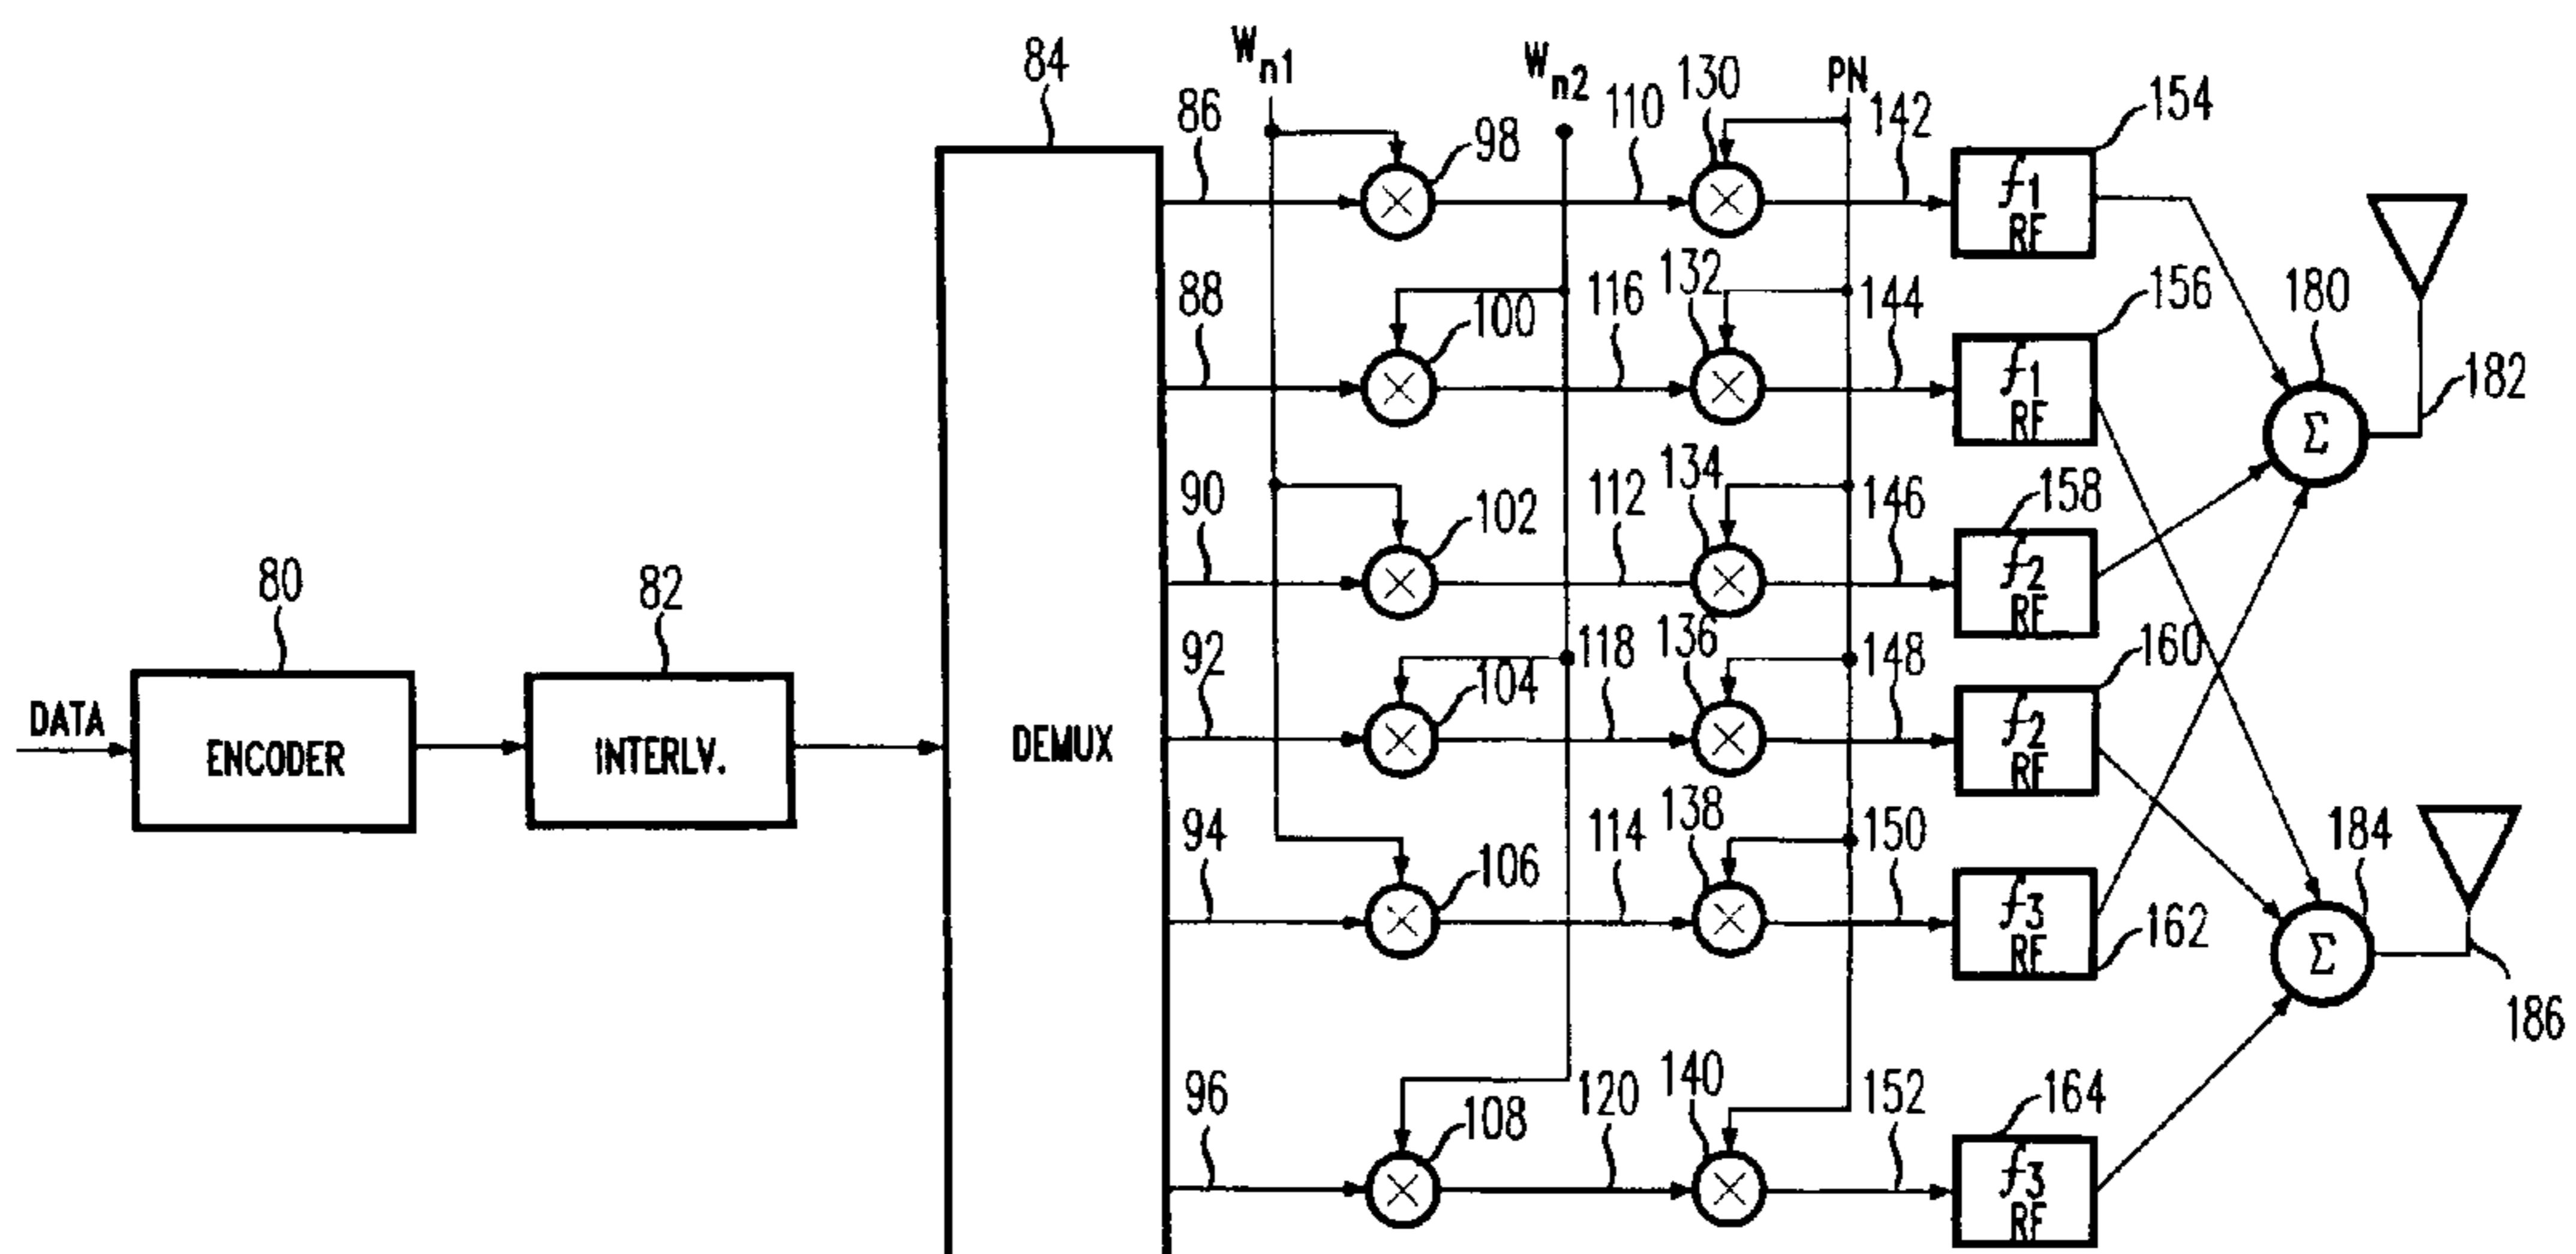 W n1
W n2
PN
84
86
98
110
130
142
154
f1
RF
88
100
116
132
144
156
f1
RF
180
182
Σ
90
102
112
134
146
158
f2
RF
80
82
DATA
ENCODER
INTERLV.
DEMUX
92
104
118
136
148
160
f2
RF
94
106
114
138
150
162
f3
RF
184
Σ
186
96
108
120
140
152
164
f3
RF